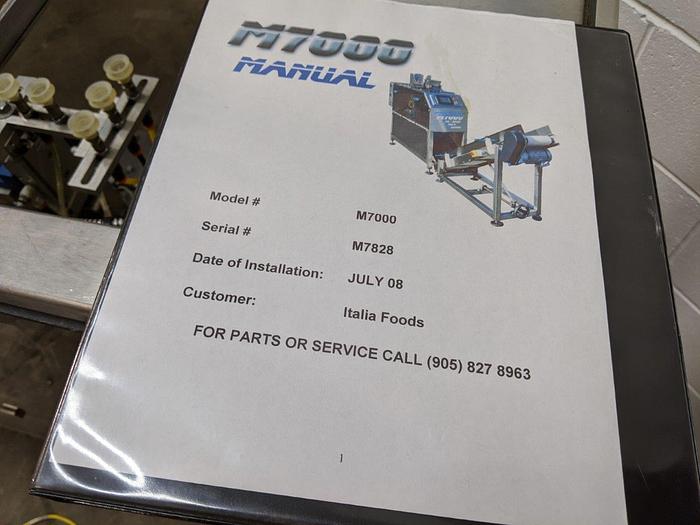 M7000
MANUAL
Model # M7000
Serial # M7828
Date of Installation: JULY 08
Customer: Italia Foods
FOR PARTS OR SERVICE CALL (905) 827 8963
1